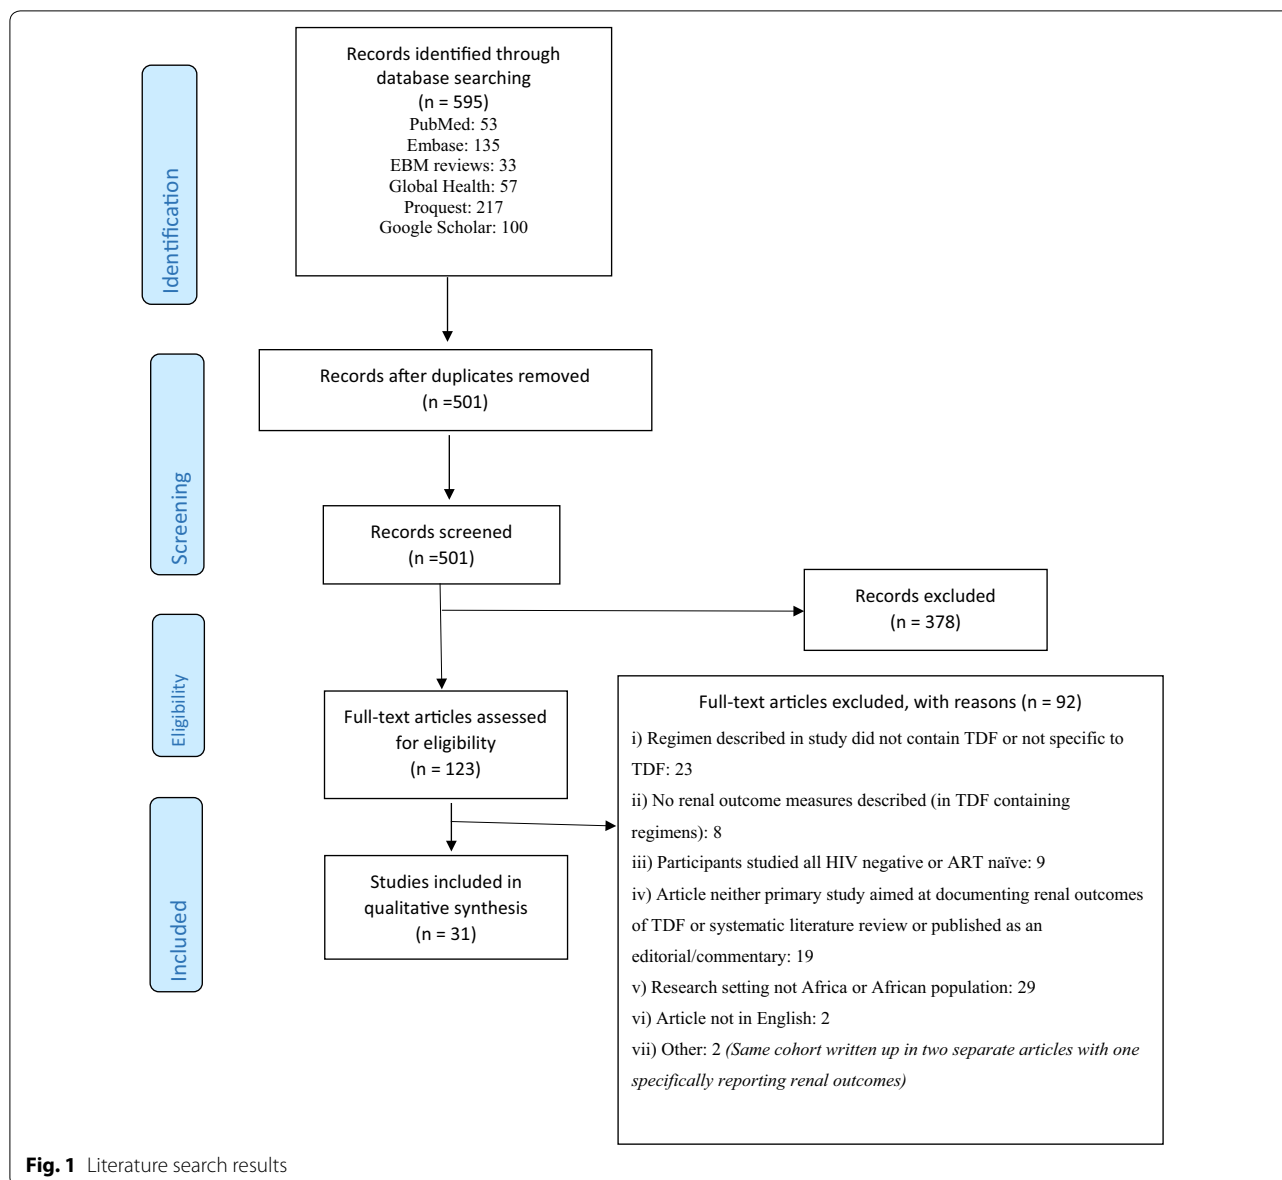 Identification
Records identified through
database searching
(n = 595)
PubMed: 53
Embase: 135
EBM reviews: 33
Global Health: 57
Proquest: 217
Google Scholar: 100
Screening
Records after duplicates removed
(n =501)
Records screened
(n =501)
Records excluded
(n = 378)
Eligibility
Full-text articles assessed
for eligibility
(n = 123)
Full-text articles excluded, with reasons (n = 92)
i) Regimen described in study did not contain TDF or not specific to
TDF: 23
ii) No renal outcome measures described (in TDF containing
regimens): 8
iii) Participants studied all HIV negative or ART naïve: 9
iv) Article neither primary study aimed at documenting renal outcomes
of TDF or systematic literature review or published as an
editorial/commentary: 19
v) Research setting not Africa or African population: 29
vi) Article not in English: 2
vii) Other: 2 (Same cohort written up in two separate articles with one
specifically reporting renal outcomes)
Included
Studies included in
qualitative synthesis
(n = 31)
Fig. 1 Literature search results